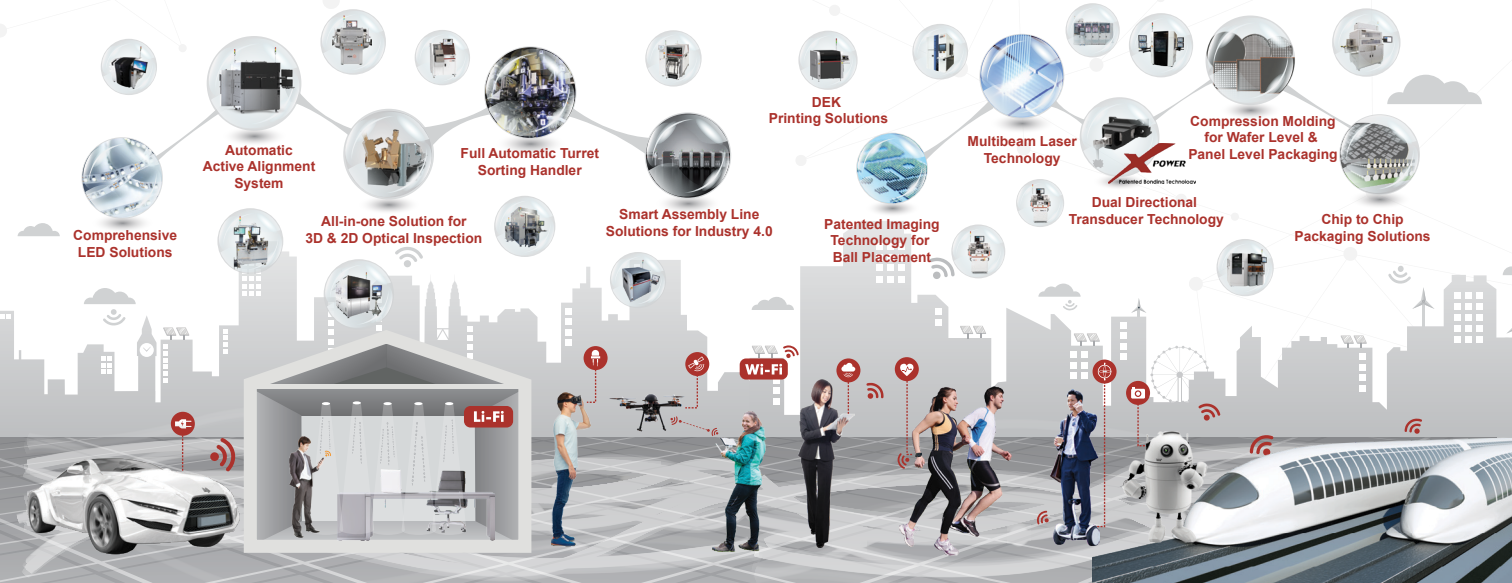 Comprehensive
LED Solutions
Automatic
Active Alignment
System
All-in-one Solution for
3D & 2D Optical Inspection
Full Automatic Turret
Sorting Handler
Smart Assembly Line
Solutions for Industry 4.0
DEK
Printing Solutions
Patented Imaging
Technology for
Ball Placement
Multibeam Laser
Technology
X POWER
Patented Bonding Technology
Dual Directional
Transducer Technology
Compression Molding
for Wafer Level &
Panel Level Packaging
Chip to Chip
Packaging Solutions
Li-Fi
Wi-Fi